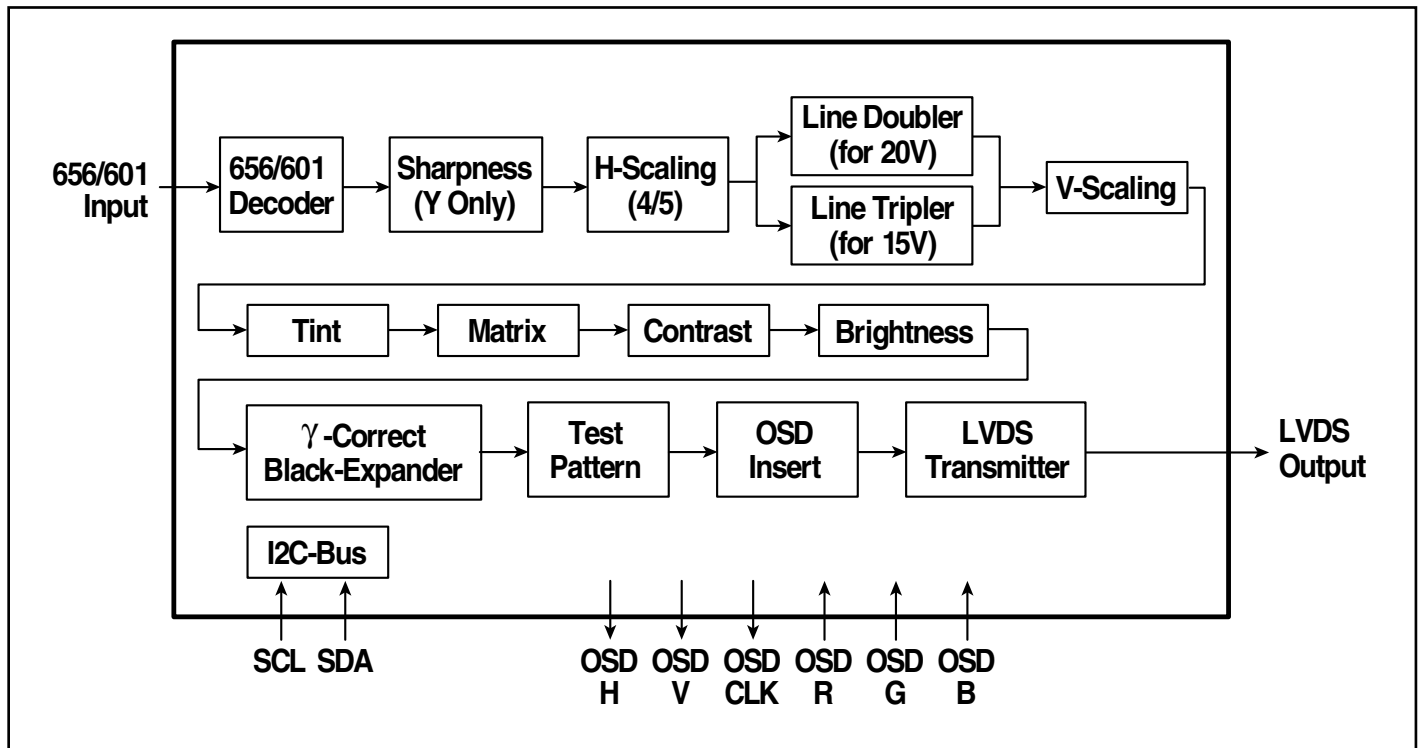 656/601
Input
656/601
Decoder
Sharpness
(Y Only)
H-Scaling
(4/5)
Line Doubler
(for 20V)
Line Tripler
(for 15V)
V-Scaling
Tint
Matrix
Contrast
Brightness
γ-Correct
Black-Expander
Test
Pattern
OSD
Insert
LVDS
Transmitter
LVDS
Output
I2C-Bus
SCL
SDA
OSD
H
OSD
V
OSD
CLK
OSD
R
OSD
G
OSD
B